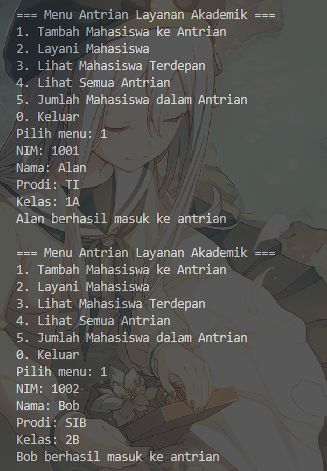 === Menu Antrian Layanan Akademik ===
1. Tambah Mahasiswa ke Antrian
2. Layani Mahasiswa
3. Lihat Mahasiswa Terdepan
4. Lihat Semua Antrian
5. Jumlah Mahasiswa dalam Antrian
0. Keluar
Pilih menu: 1
NIM: 1001
Nama: Alan
Prodi: TI
Kelas: 1A
Alan berhasil masuk ke antrian

=== Menu Antrian Layanan Akademik ===
1. Tambah Mahasiswa ke Antrian
2. Layani Mahasiswa
3. Lihat Mahasiswa Terdepan
4. Lihat Semua Antrian
5. Jumlah Mahasiswa dalam Antrian
0. Keluar
Pilih menu: 1
NIM: 1002
Nama: Bob
Prodi: SIB
Kelas: 2B
Bob berhasil masuk ke antrian